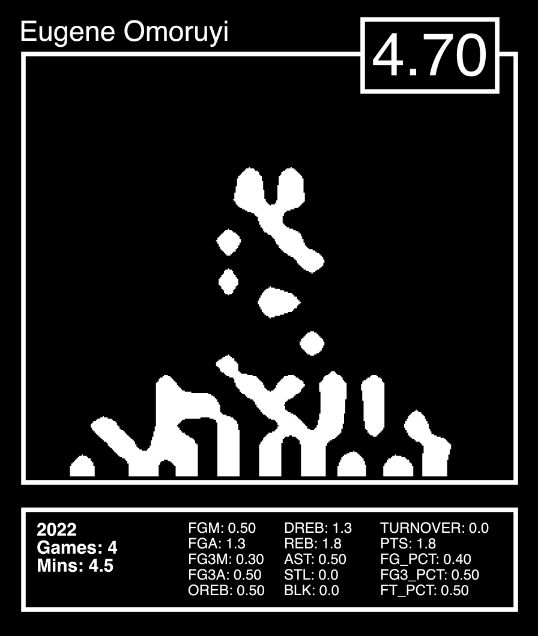 Eugene Omoruyi
4.70
2022
Games: 4
Mins: 4.5
FGM: 0.50
FGA: 1.3
FG3M: 0.30
FG3A: 0.50
OREB: 0.50
DREB: 1.3
REB: 1.8
AST: 0.50
STL: 0.0
BLK: 0.0
TURNOVER: 0.0
PTS: 1.8
FG_PCT: 0.40
FG3_PCT: 0.50
FT_PCT: 0.50